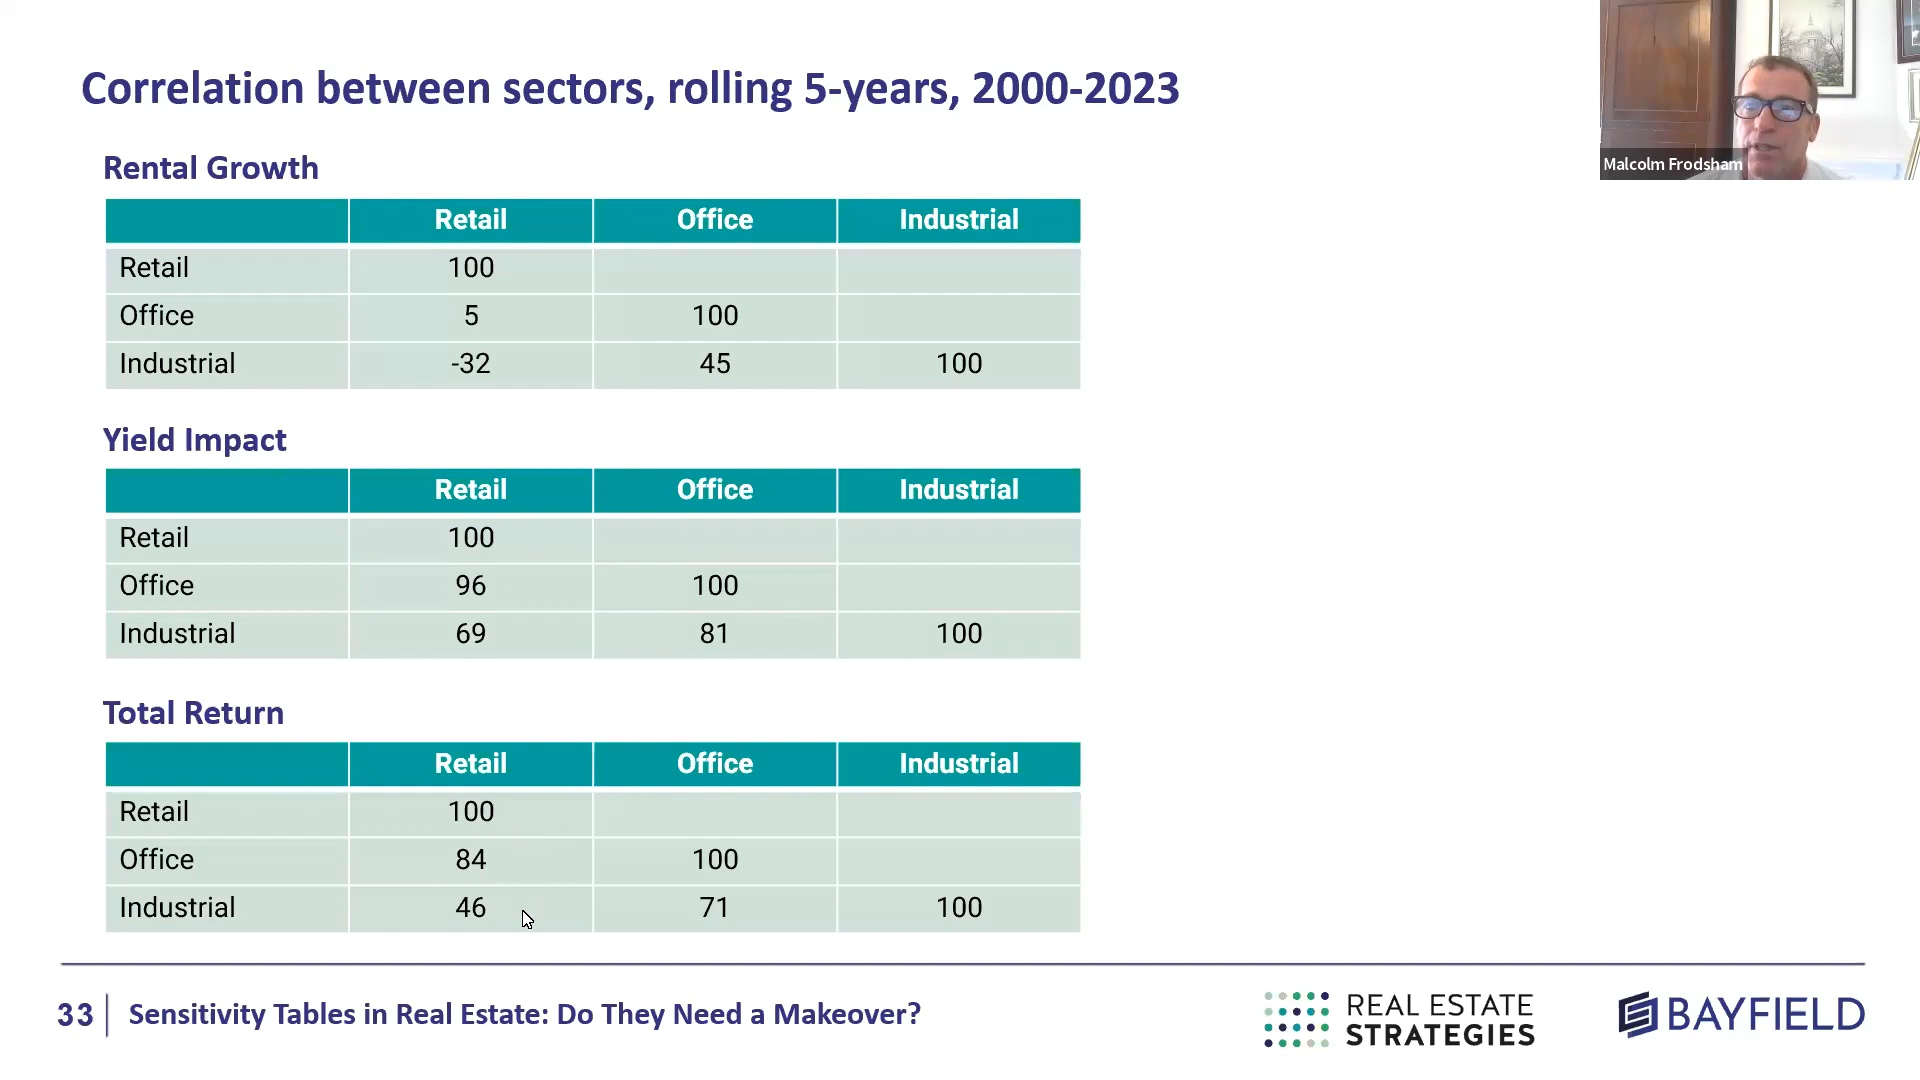 Correlation between sectors, rolling 5-years, 2000-2023
Malcolm Frodsham
Rental Growth
Retail Office Industrial
Retail 100
Office 5 100
Industrial -32 45 100
Yield Impact
Retail Office Industrial
Retail 100
Office 96 100
Industrial 69 81 100
Total Return
Retail Office Industrial
Retail 100
Office 84 100
Industrial 46 71 100
33 Sensitivity Tables in Real Estate: Do They Need a Makeover?
REAL ESTATE
STRATEGIES
BAYFIELD